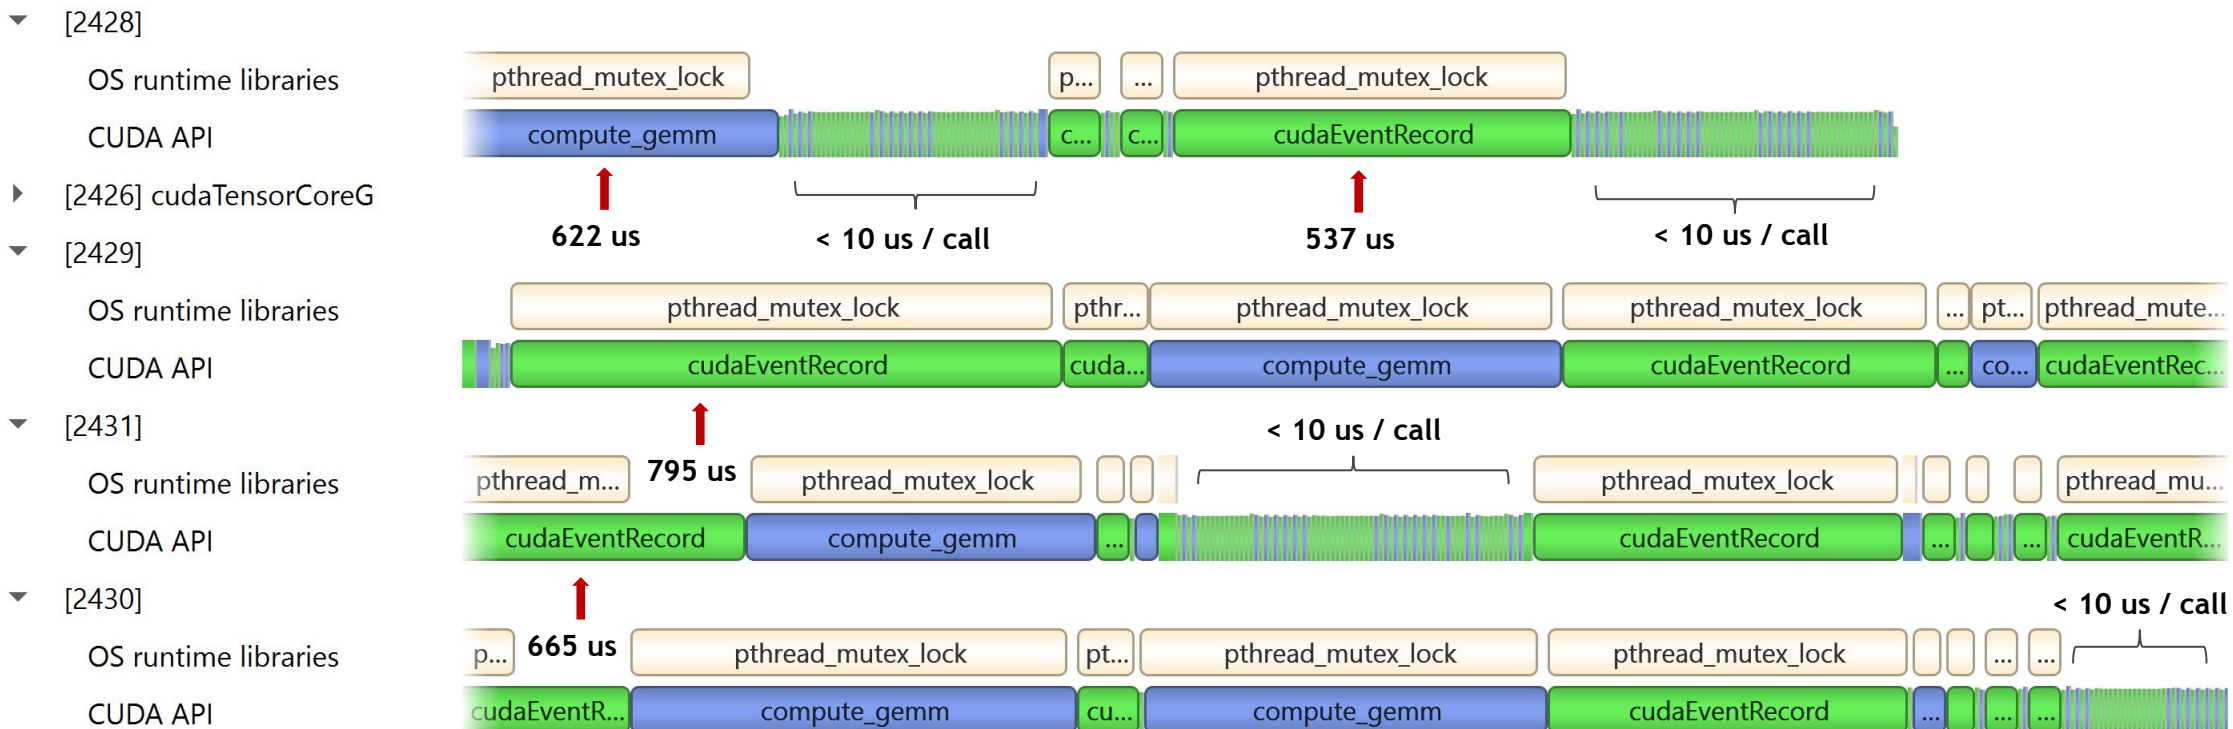 [2428]
OS runtime libraries pthread_mutex_lock p... ... pthread_mutex_lock
CUDA API compute_gemm c... c... cudaEventRecord
[2426] cudaTensorCoreG
622 us < 10 us / call 537 us < 10 us / call
[2429]
OS runtime libraries pthread_mutex_lock pthr... pthread_mutex_lock pthread_mutex_lock ... pt... pthread_mute...
CUDA API cudaEventRecord cuda... compute_gemm cudaEventRecord ... co... cudaEventRec...
[2431] < 10 us / call
795 us
OS runtime libraries pthread_m... pthread_mutex_lock pthread_mutex_lock pthread_mu...
CUDA API cudaEventRecord compute_gemm ... cudaEventRecord ... ... cudaEventR...
[2430] < 10 us / call
665 us
OS runtime libraries p... pthread_mutex_lock pt... pthread_mutex_lock pthread_mutex_lock ... ...
CUDA API cudaEventR... compute_gemm cu... compute_gemm cudaEventRecord ... ... ...